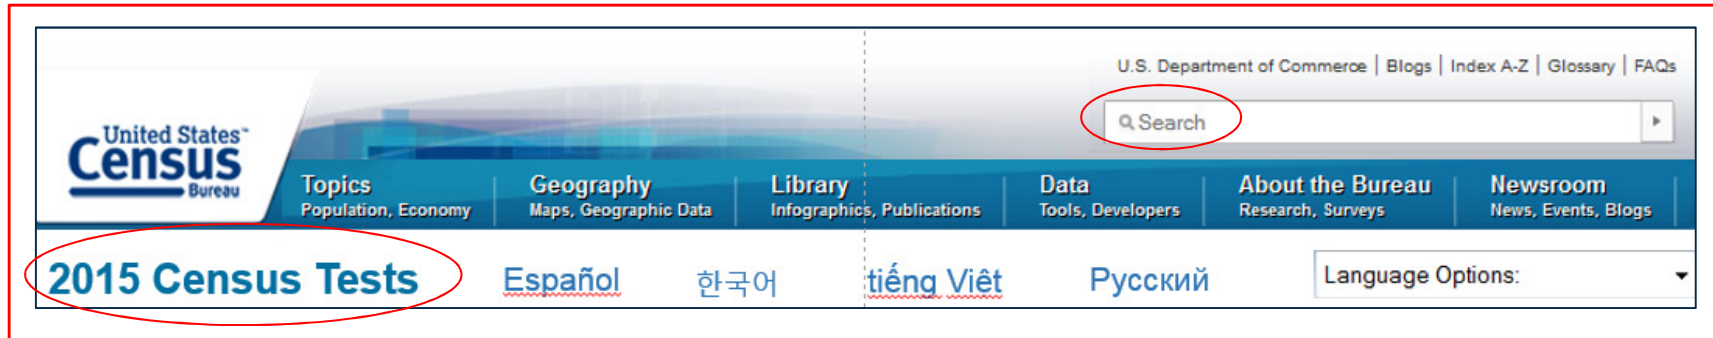 U.S. Department of Commerce | Blogs | Index A-Z | Glossary | FAQs
Search
United States™
Census
Bureau
Topics
Population, Economy
Geography
Maps, Geographic Data
Library
Infographics, Publications
Data
Tools, Developers
About the Bureau
Research, Surveys
Newsroom
News, Events, Blogs
2015 Census Tests Español 한국어 tiếng Viêt Русский Language Options: